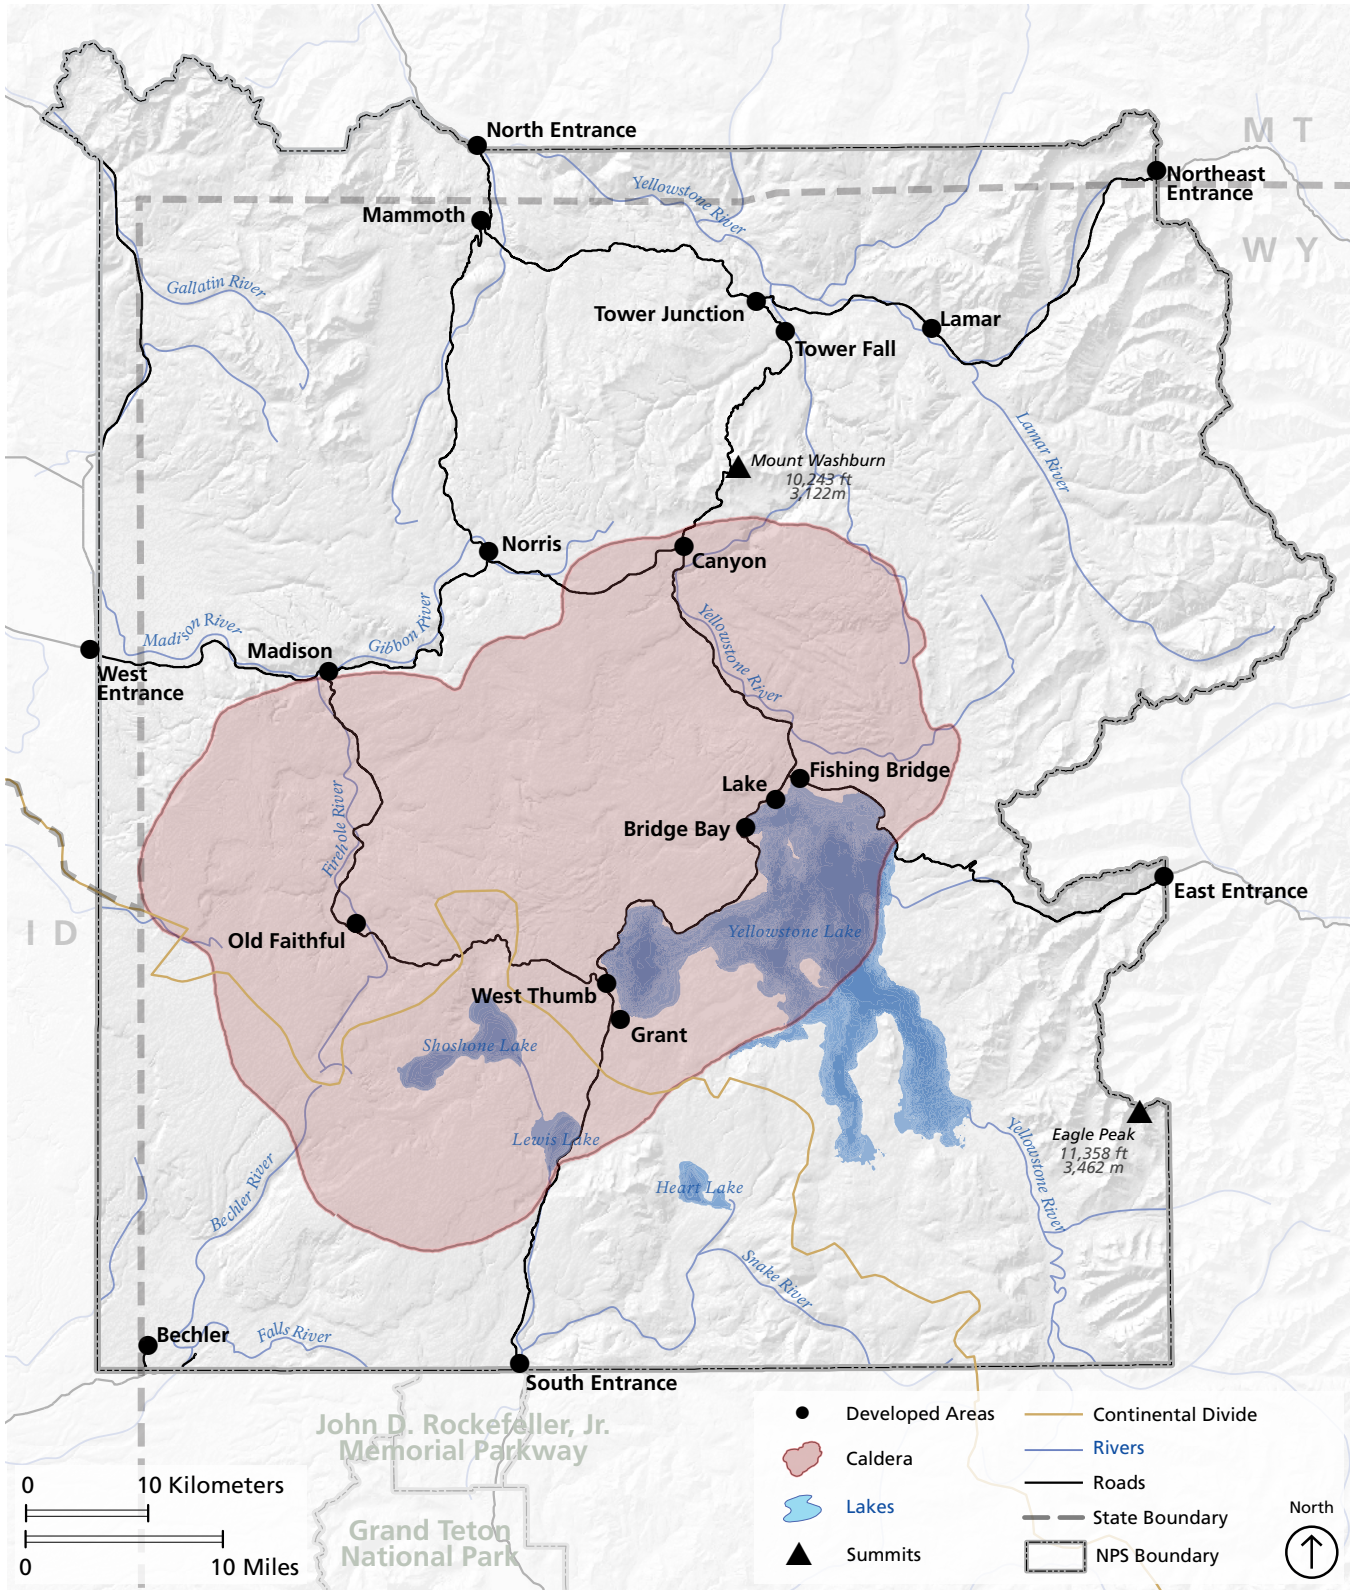 North Entrance
M T
Northeast
Entrance
Yellowstone River
Mammoth
W Y
Gallatin River
Tower Junction
Lamar
Tower Fall
Lamar River
Mount Washburn
10,243 ft
3,122m
Norris
Canyon
Madison River
Gibbon River
Yellowstone River
Madison
West
Entrance
Fishing Bridge
Lake
Firehole River
Bridge Bay
East Entrance
I D
Old Faithful
Yellowstone Lake
West Thumb
Grant
Shoshone Lake
Lewis Lake
Eagle Peak
11,358 ft
3,462 m
Yellowstone River
Heart Lake
Bechler River
Snake River
Bechler
Falls River
South Entrance
John D. Rockefeller, Jr.
Memorial Parkway
Grand Teton
National Park
0 10 Kilometers
0 10 Miles
Developed Areas
Caldera
Lakes
Summits
Continental Divide
Rivers
Roads
State Boundary
NPS Boundary
North